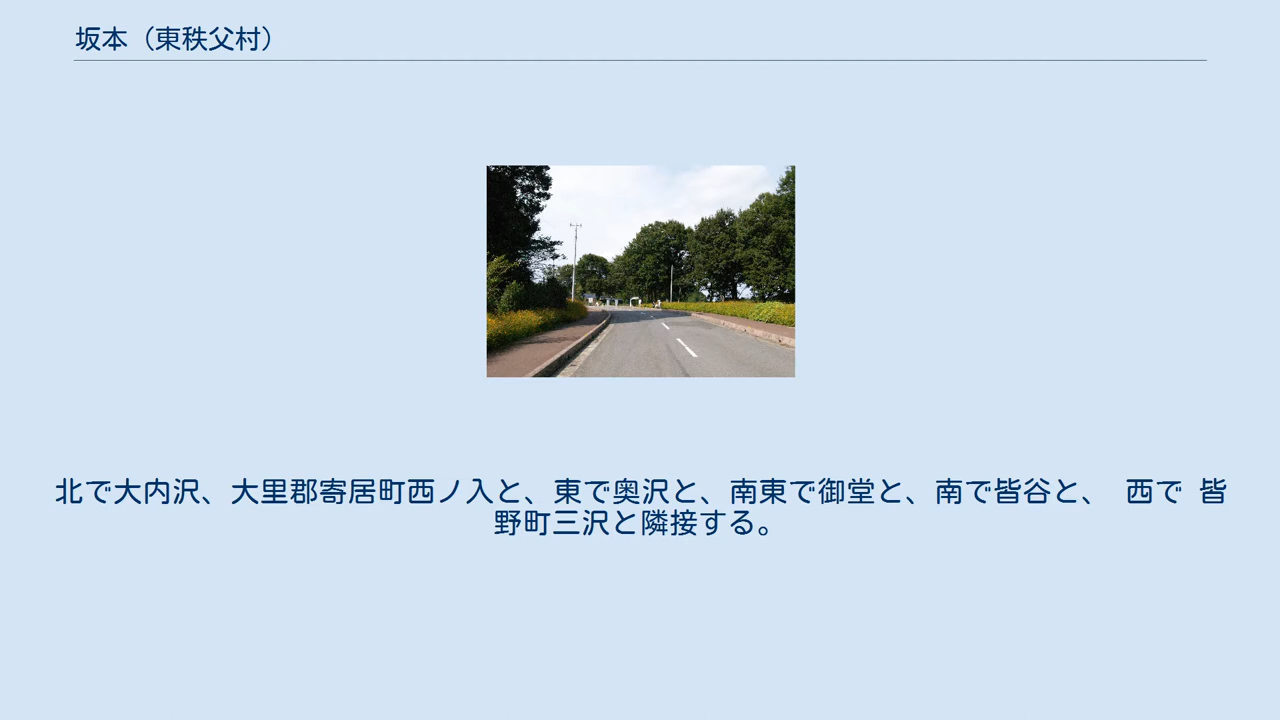 坂本（東秩父村）
北で大内沢、大里郡寄居町西ノ入と、東で奥沢と、南東で御堂と、南で皆谷と、 西で 皆
野町三沢と隣接する。